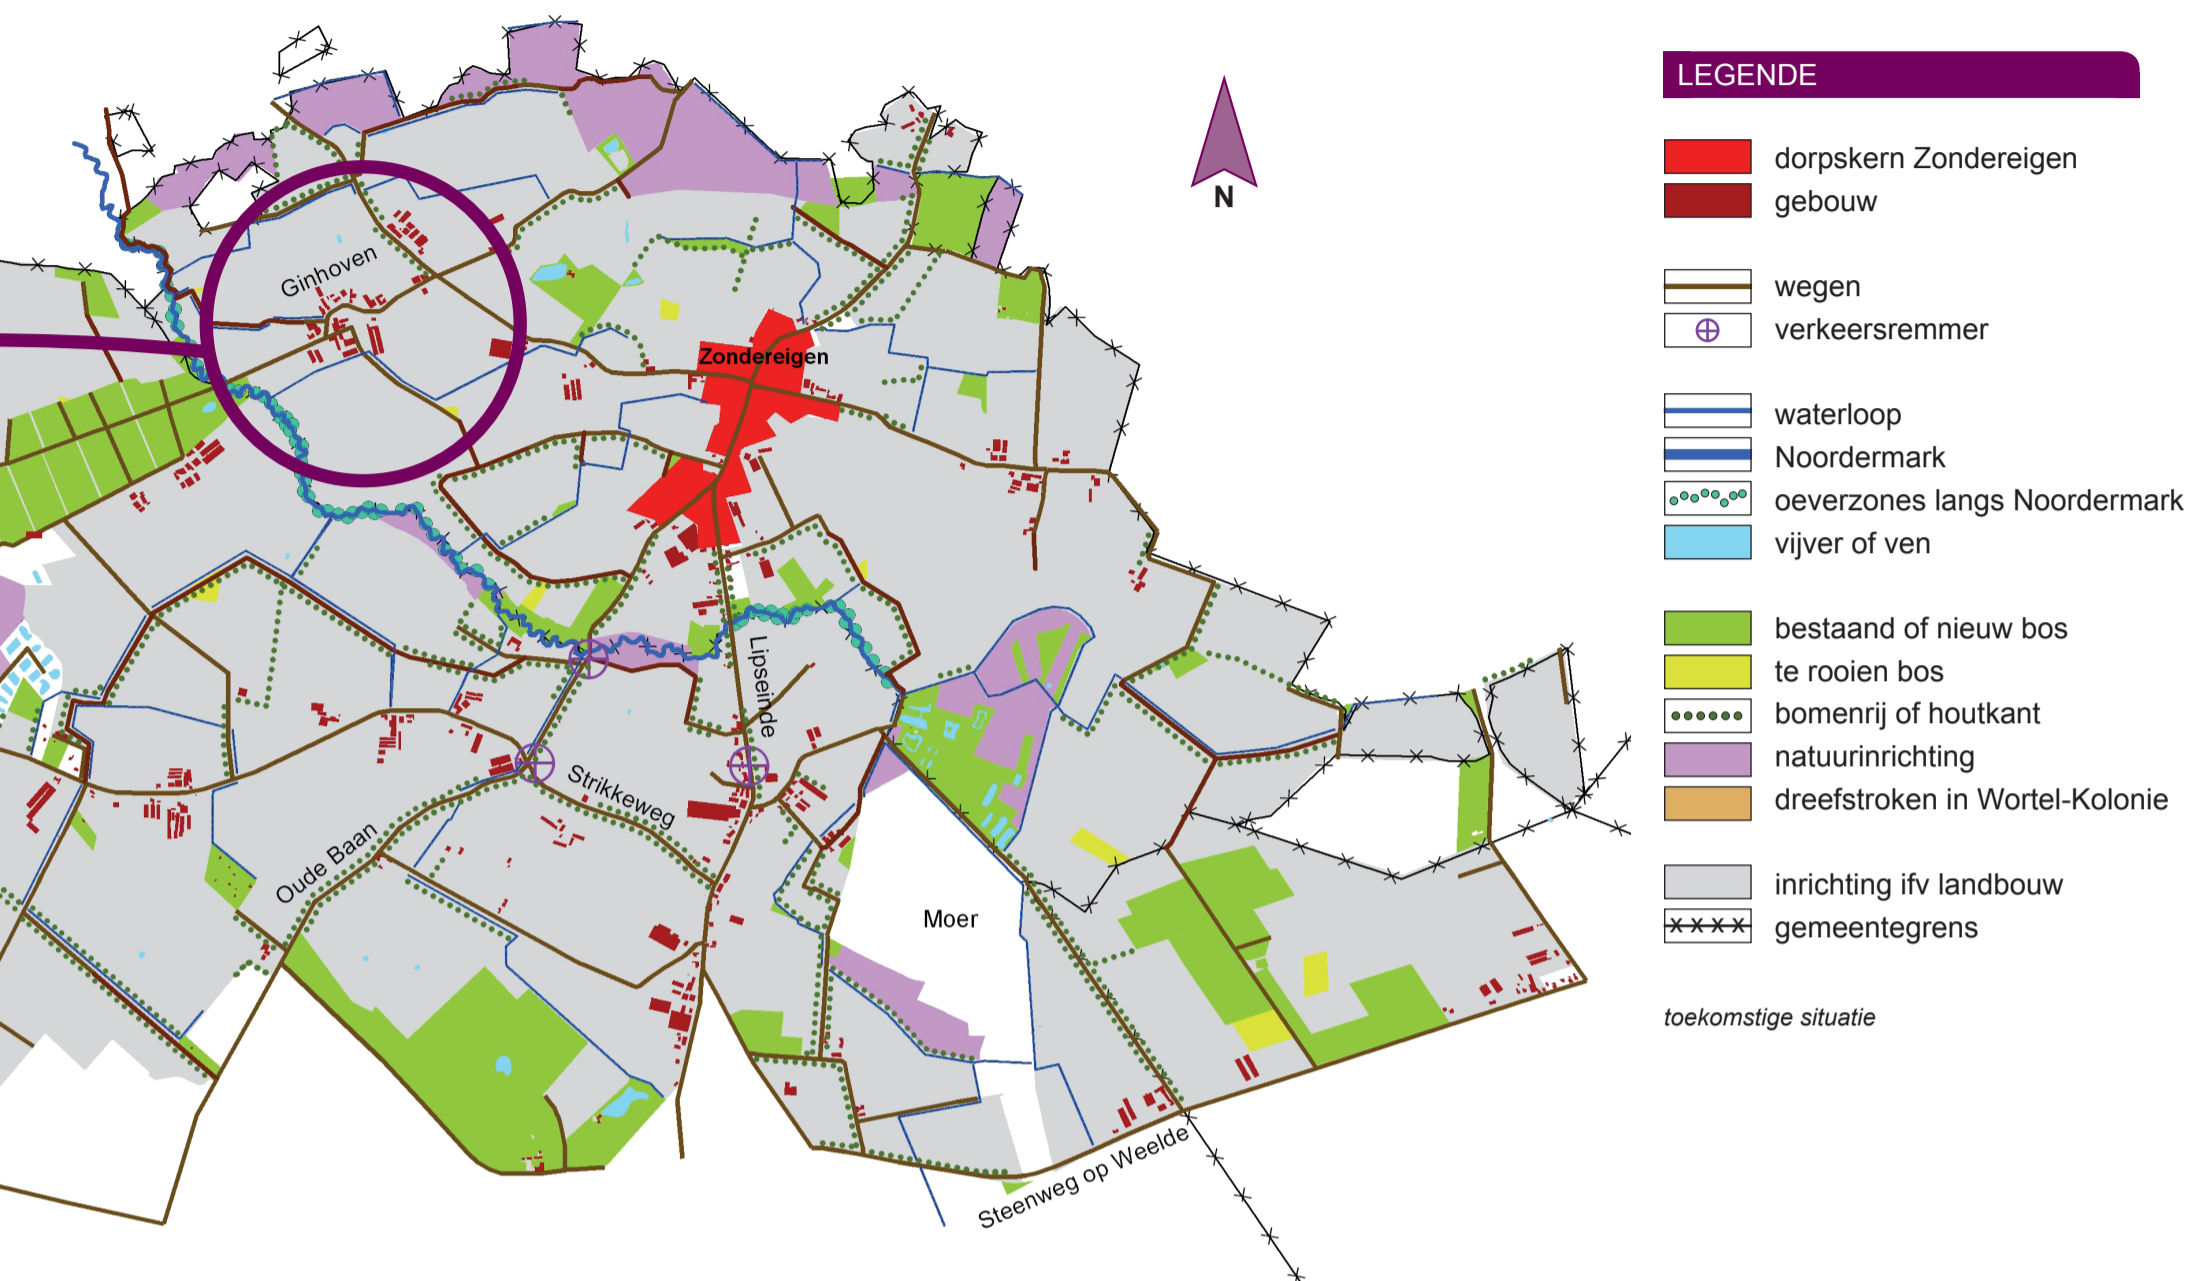 Ginhoven
Zondereigen
Lipseinde
Strikkeweg
Oude Baan
Moer
Steenweg op Weelde
N
LEGENDE
dorpskern Zondereigen
gebouw
wegen
verkeersremmer
waterloop
Noordermark
oeverzones langs Noordermark
vijver of ven
bestaand of nieuw bos
te rooien bos
bomenrij of houtkant
natuurinrichting
dreefstroken in Wortel-Kolonie
inrichting ifv landbouw
gemeentegrens
toekomstige situatie